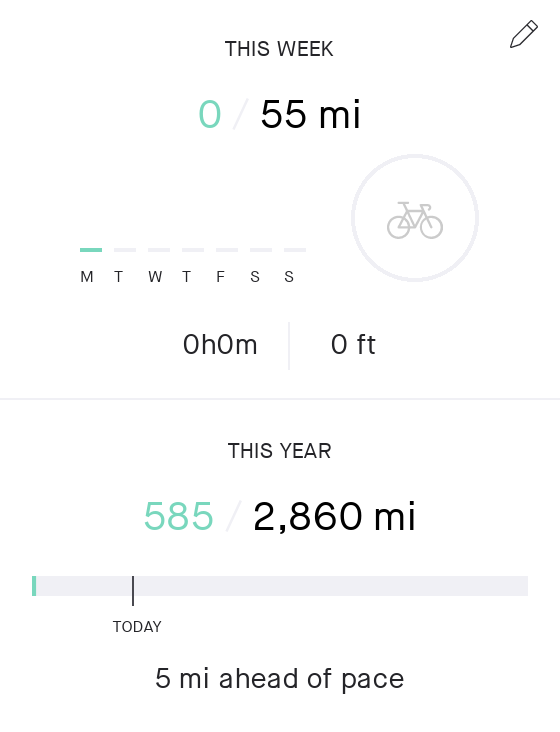 THIS WEEK
0 / 55 mi
M T W T F S S
0h0m 0 ft
THIS YEAR
585 / 2,860 mi
TODAY
5 mi ahead of pace